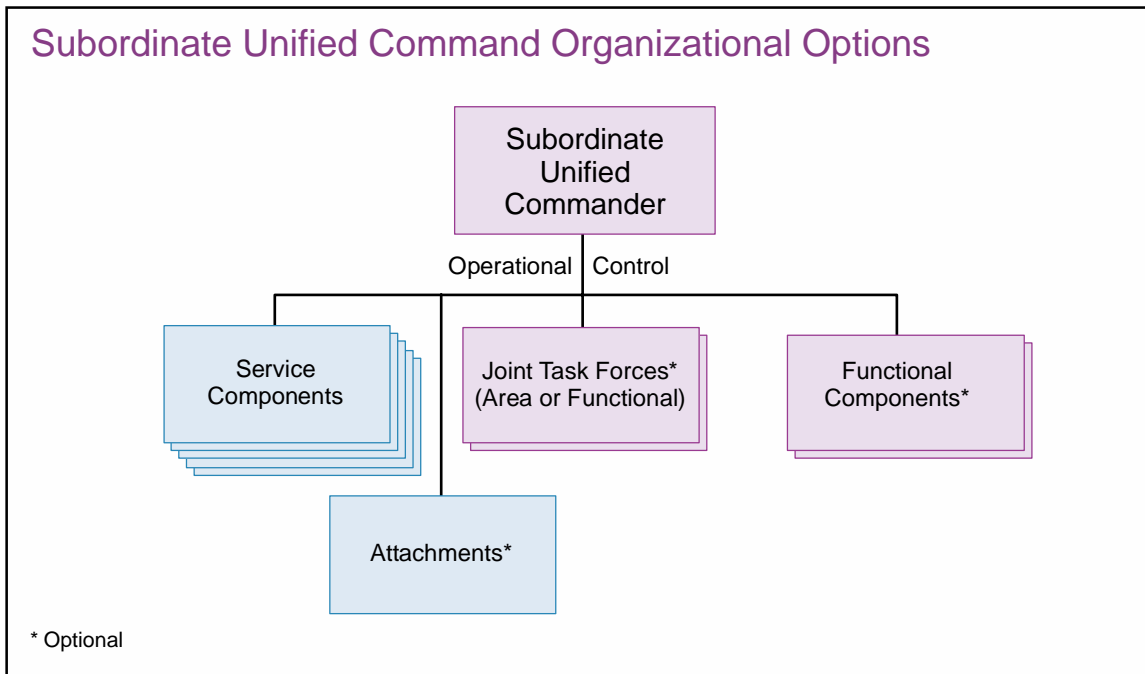 Subordinate Unified Command Organizational Options
Subordinate
Unified
Commander
Operational Control
Service
Components
Joint Task Forces*
(Area or Functional)
Functional
Components*
Attachments*
* Optional